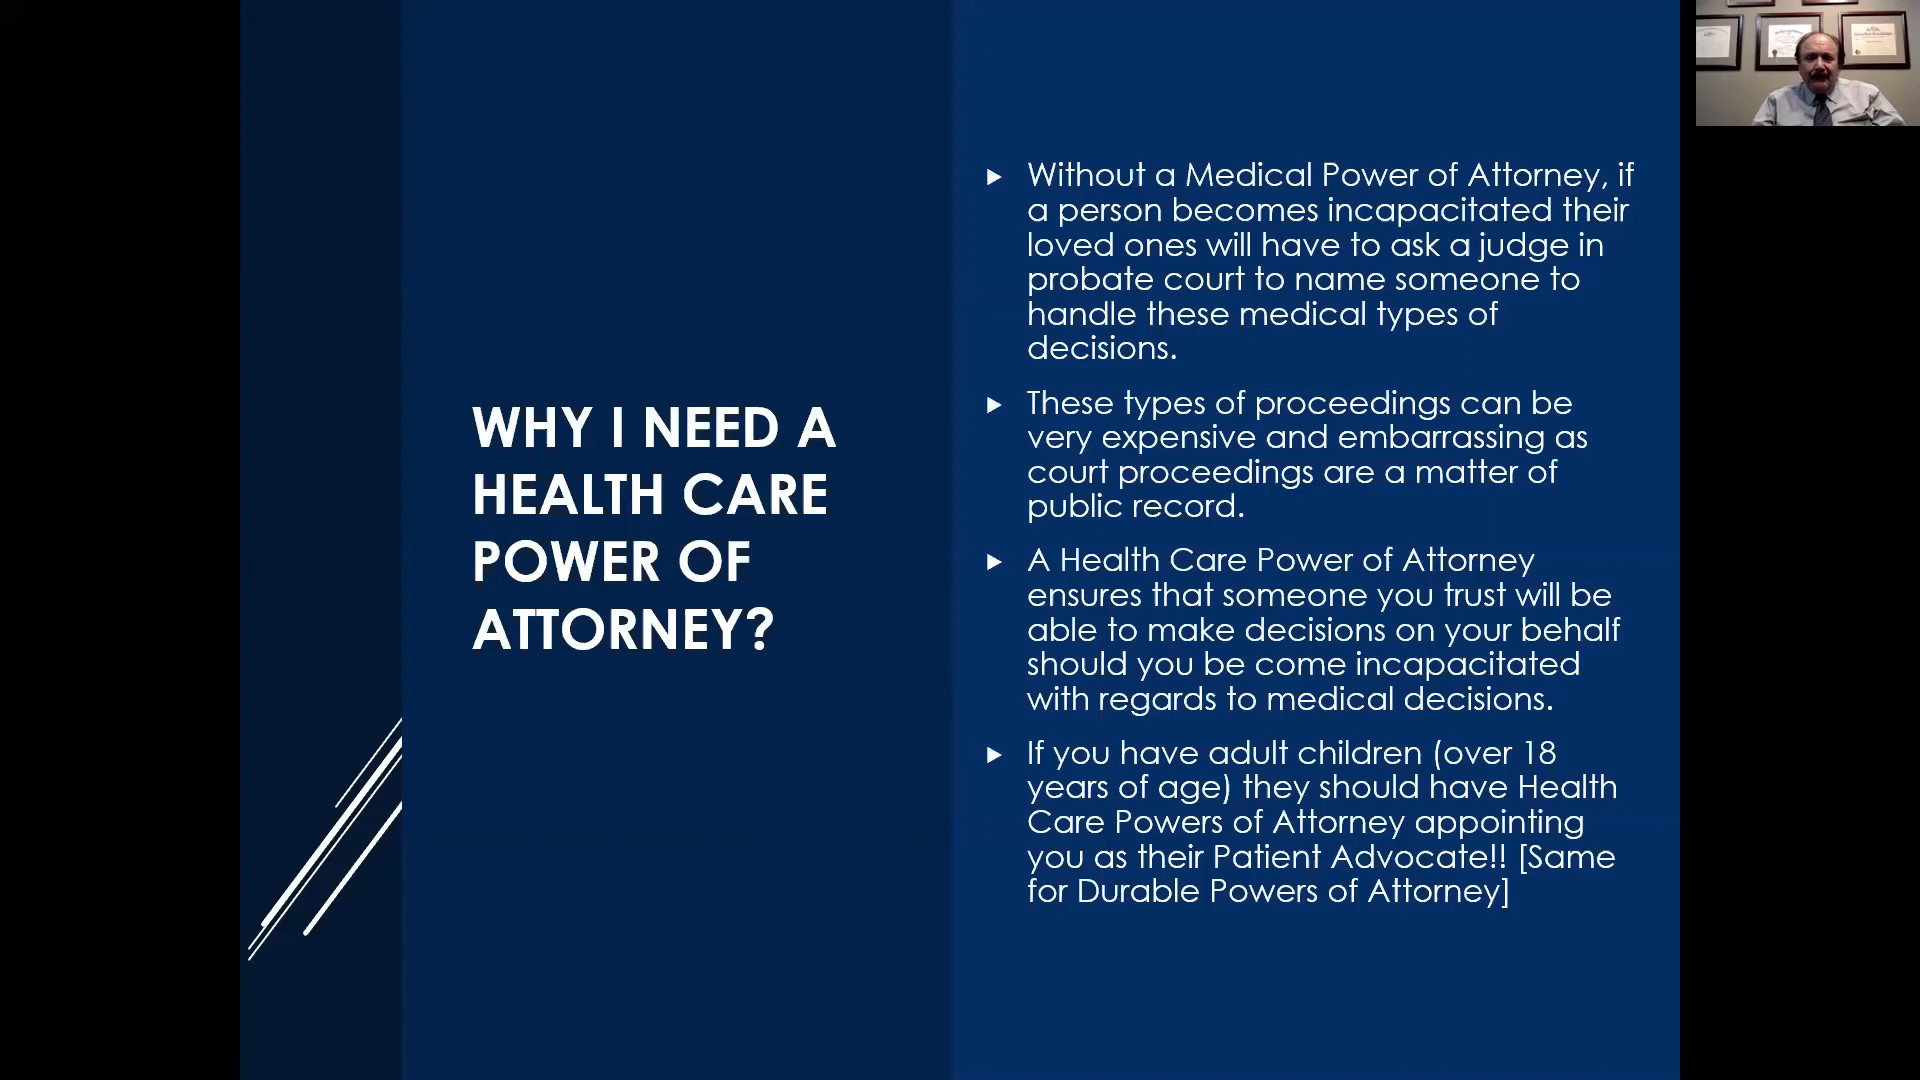 WHY I NEED A
HEALTH CARE
POWER OF
ATTORNEY?
Without a Medical Power of Attorney, if
a person becomes incapacitated their
loved ones will have to ask a judge in
probate court to name someone to
handle these medical types of
decisions.
These types of proceedings can be
very expensive and embarrassing as
court proceedings are a matter of
public record.
A Health Care Power of Attorney
ensures that someone you trust will be
able to make decisions on your behalf
should you be come incapacitated
with regards to medical decisions.
If you have adult children (over 18
years of age) they should have Health
Care Powers of Attorney appointing
you as their Patient Advocate!! [Same
for Durable Powers of Attorney]